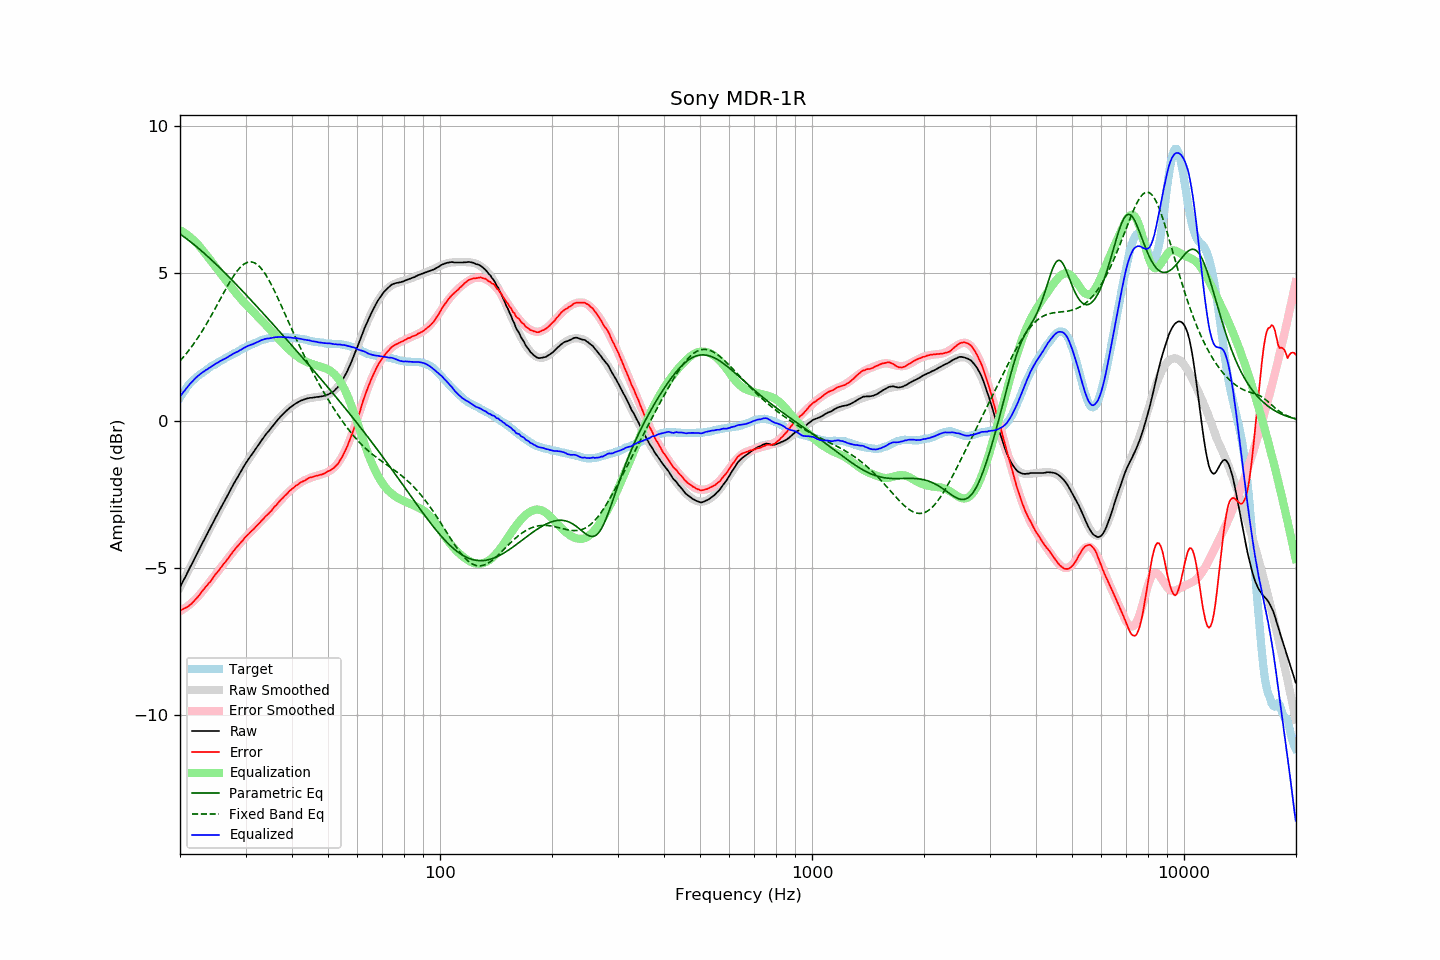 Sony MDR-1R
Amplitude (dBr)
10
5
0
−5
−10
Target
Raw Smoothed
Error Smoothed
Raw
Error
Equalization
Parametric Eq
Fixed Band Eq
Equalized
100
1000
10000
Frequency (Hz)